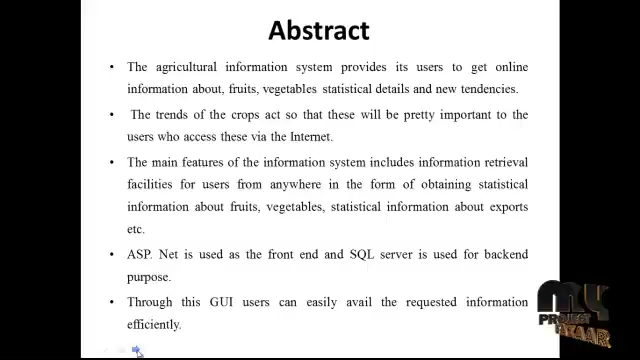 Abstract
• The agricultural information system provides its users to get online
information about, fruits, vegetables statistical details and new tendencies.
• The trends of the crops act so that these will be pretty important to the
users who access these via the Internet.
• The main features of the information system includes information retrieval
facilities for users from anywhere in the form of obtaining statistical
information about fruits, vegetables, statistical information about exports
etc.
• ASP. Net is used as the front end and SQL server is used for backend
purpose.
• Through this GUI users can easily avail the requested information
efficiently.
MY
PROJECT
BAZAAR